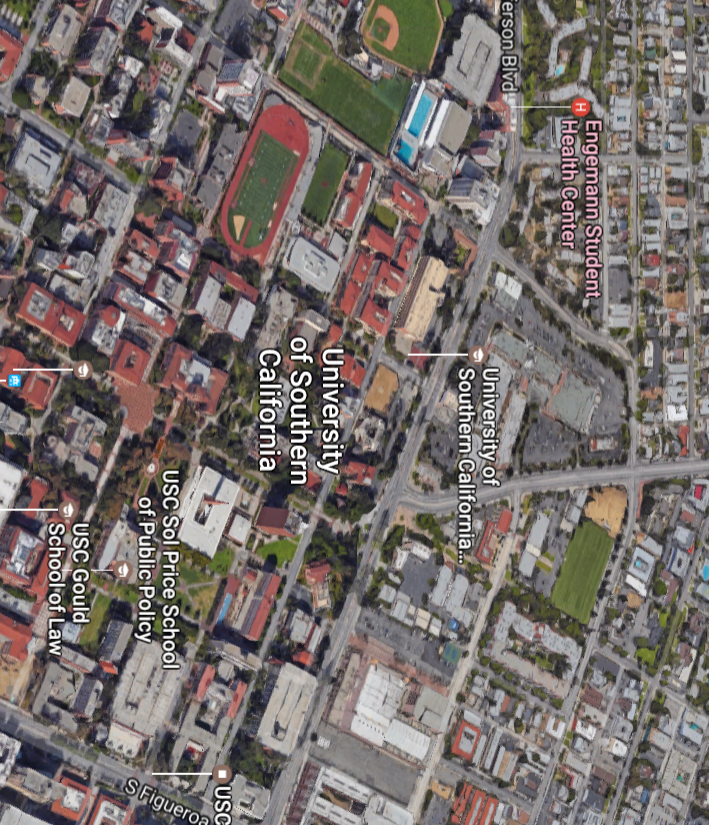 erson Blvd
Engemann Student
Health Center
University
of Southern
California
University of
Southern California...
USC Sol Price School
of Public Policy
USC Gould
School of Law
USC
S Figueroa